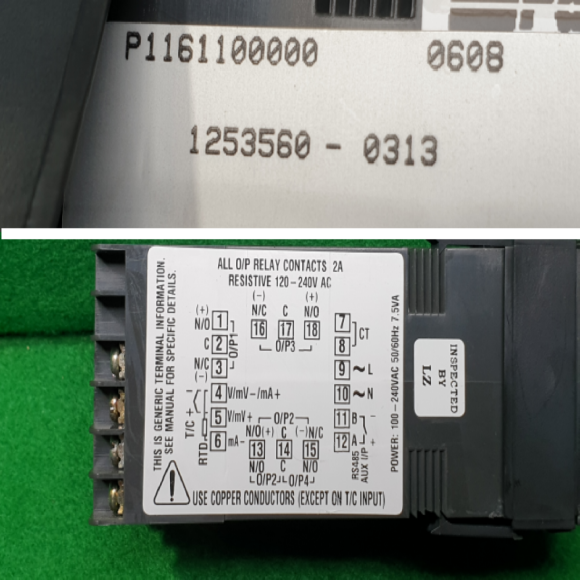 P1161100000 0608
1253560 - 0313
THIS IS GENERIC TERMINAL INFORMATION.
SEE MANUAL FOR SPECIFIC DETAILS.
ALL O/P RELAY CONTACTS 2A
RESISTIVE 120-240V AC
(+)
N/O 1
C 2
N/C 3
(-)
O/P1
(-) (+)
N/C C N/O
16 17 18
O/P3
7
8
CT
9 ~ L
10 ~ N
11 B -
12 A +
RS485
AUX I/P
T/C
- +
RTD
4 V/mV-/mA+
5 V/mV+
6 mA-
O/P2
N/O(+) C (-)N/C
13 14 15
N/O C N/O
O/P2 O/P4
POWER: 100-240VAC 50/60Hz 7.5VA
USE COPPER CONDUCTORS (EXCEPT ON T/C INPUT)
INSPECTED
BY
LZ